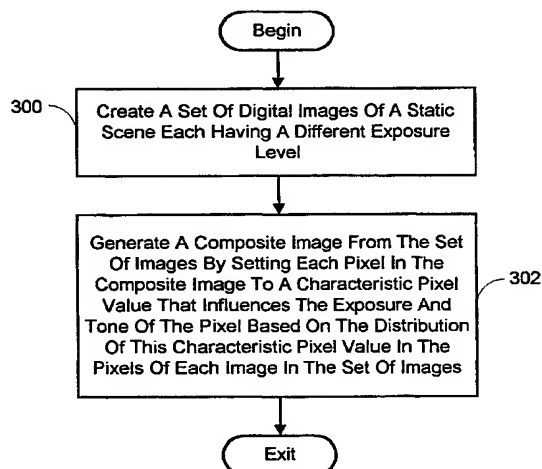 Begin
300
Create A Set Of Digital Images Of A Static
Scene Each Having A Different Exposure
Level
Generate A Composite Image From The Set
Of Images By Setting Each Pixel In The
Composite Image To A Characteristic Pixel
Value That Influences The Exposure And
Tone Of The Pixel Based On The Distribution
Of This Characteristic Pixel Value In The
Pixels Of Each Image In The Set Of Images
302
Exit